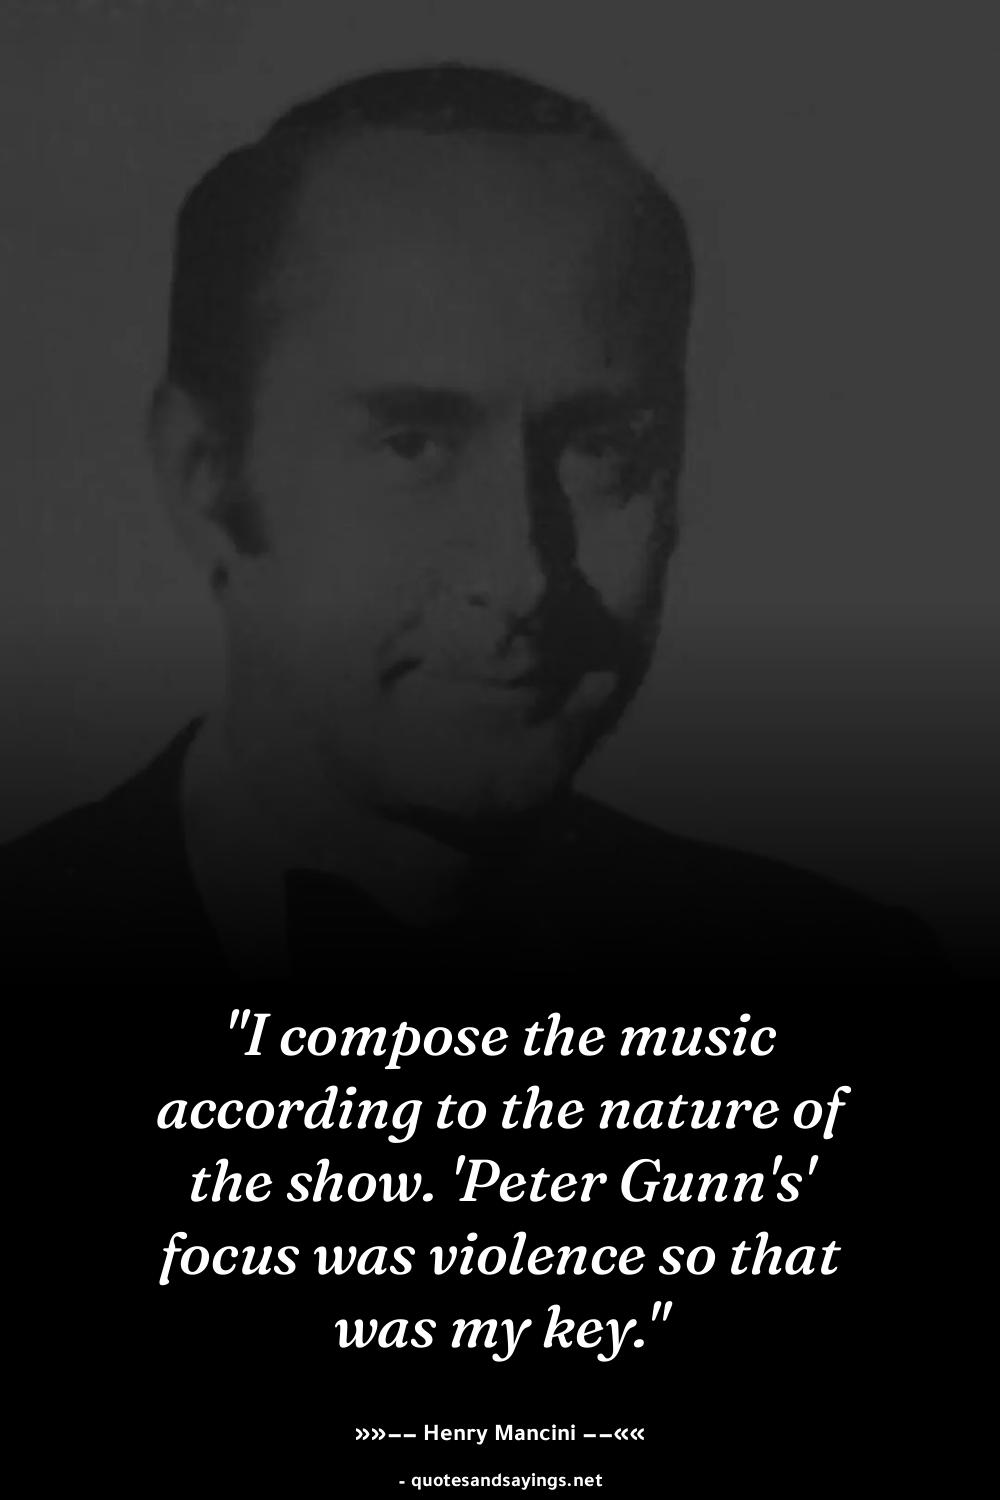 "I compose the music
according to the nature of
the show. 'Peter Gunn's'
focus was violence so that
was my key."
»»−− Henry Mancini −−««
- quotesandsayings.net